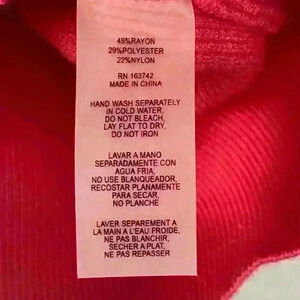 49%RAYON
29%POLYESTER
22%NYLON
RN 163742
MADE IN CHINA
HAND WASH SEPARATELY
IN COLD WATER,
DO NOT BLEACH,
LAY FLAT TO DRY,
DO NOT IRON
LAVAR A MANO
SEPARADAMENTE CON
AGUA FRIA,
NO USE BLANQUEADOR,
RECOSTAR PLANAMENTE
PARA SECAR,
NO PLANCHE
LAVER SEPAREMENT A
LA MAIN A L'EAU FROIDE,
NE PAS BLANCHIR,
SECHER A PLAT,
NE PAS REPASSER